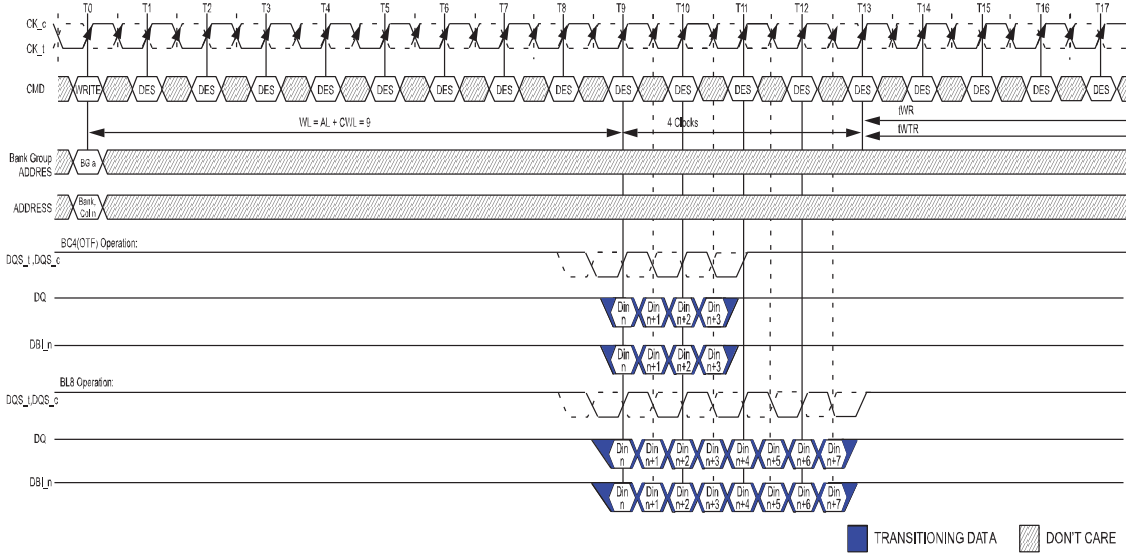 T0 T1 T2 T3 T4 T5 T6 T7 T8 T9 T10 T11 T12 T13 T14 T15 T16 T17
CK_c
CK_t
CMD WRITE DES DES DES DES DES DES DES DES DES DES DES DES DES DES DES DES DES
tWR
WL = AL + CWL = 9 4 Clocks
tWTR
Bank Group
ADDRES
BG a
ADDRESS
Bank,
Col n
BC4(OTF) Operation:
DQS_t ,DQS_c
DQ
Din Din Din Din
n n+1 n+2 n+3
DBI_n
Din Din Din Din
n n+1 n+2 n+3
BL8 Operation:
DQS_t,DQS_c
DQ
Din Din Din Din Din Din Din Din
n n+1 n+2 n+3 n+4 n+5 n+6 n+7
DBI_n
Din Din Din Din Din Din Din Din
n n+1 n+2 n+3 n+4 n+5 n+6 n+7
TRANSITIONING DATA DON'T CARE